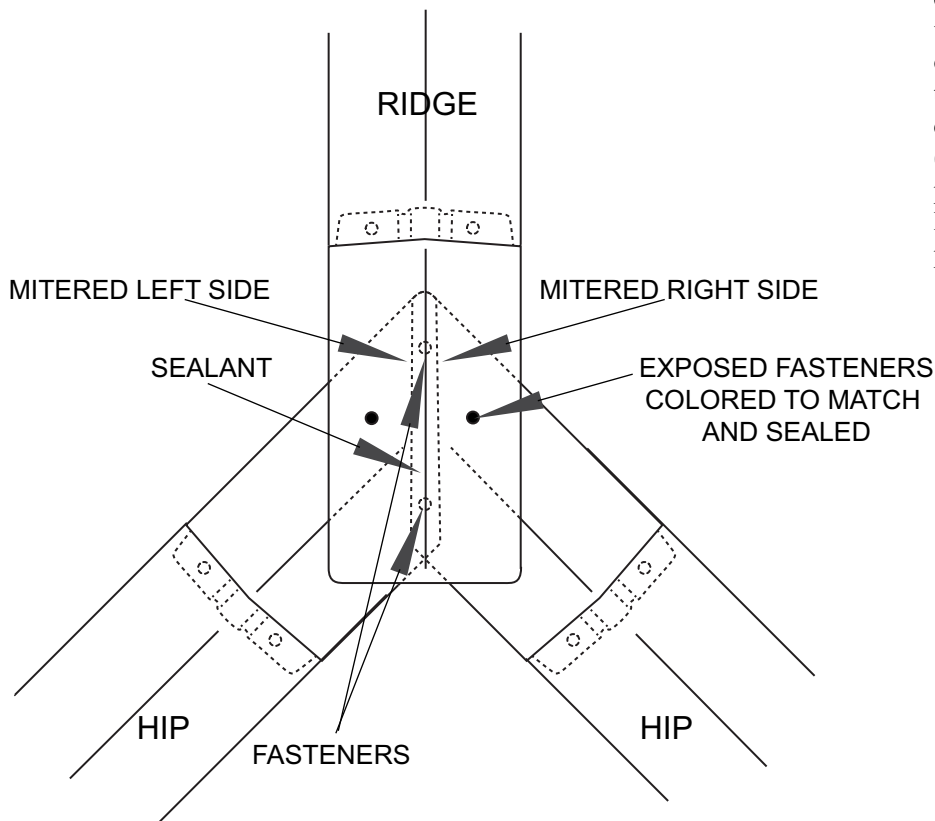 RIDGE
MITERED LEFT SIDE
MITERED RIGHT SIDE
SEALANT
EXPOSED FASTENERS
COLORED TO MATCH
AND SEALED
HIP
HIP
FASTENERS